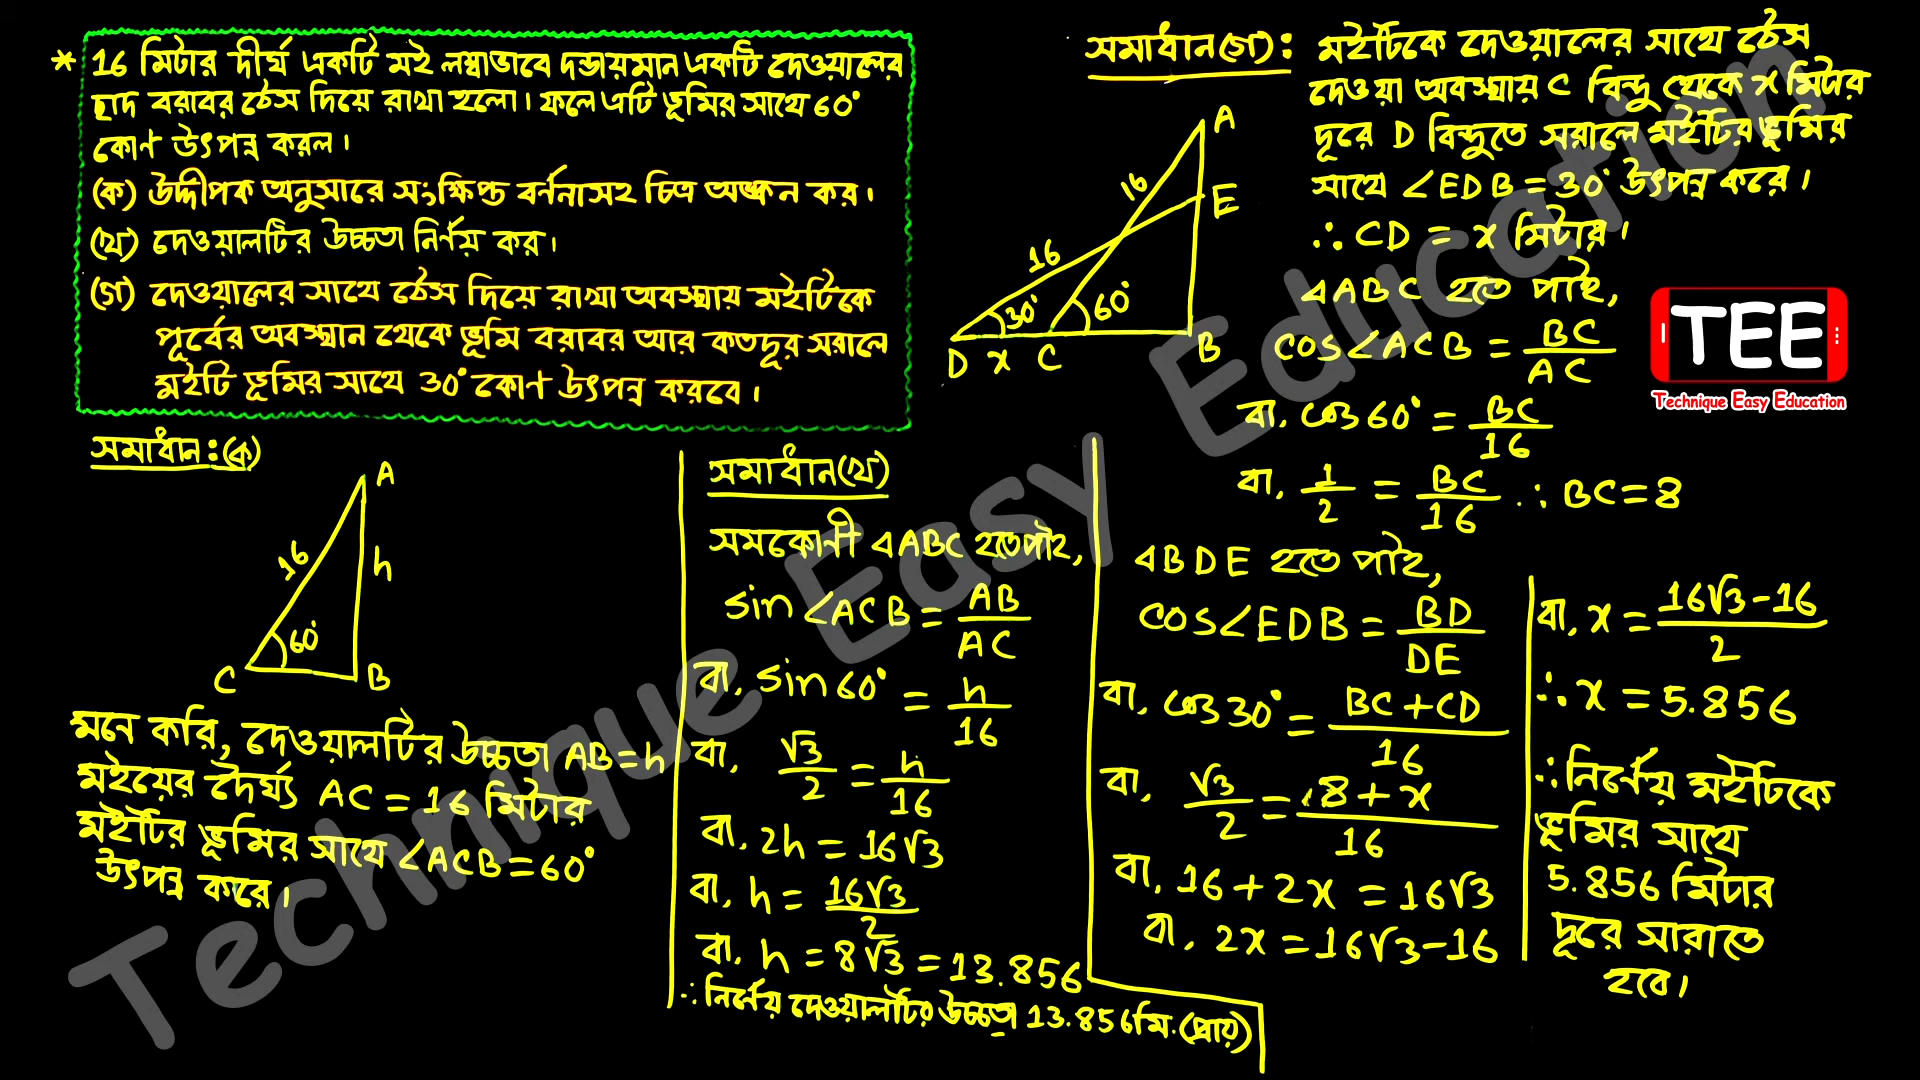 * 16 মিটার দীর্ঘ একটি মই লম্বাভাবে দন্ডায়মান একটি দেওয়ালের
ছাদ বরাবর ঠেস দিয়ে রাখা হলো। ফলে এটি ভূমির সাথে 60°
কোণ উৎপন্ন করল।
(ক) উদ্দীপক অনুসারে সংক্ষিপ্ত বর্ননাসহ চিত্র অঙ্কন কর।
(খ) দেওয়ালটির উচ্চতা নির্ণয় কর।
(গ) দেওয়ালের সাথে ঠেস দিয়ে রাখা অবস্থায় মইটিকে
পূর্বের অবস্থান থেকে ভূমি বরাবর আর কতদূর সরালে
মইটি ভূমির সাথে 30° কোণ উৎপন্ন করবে।
সমাধান:(ক)
A
16
h
60°
C
B
মনে করি, দেওয়ালটির উচ্চতা AB=h
মইয়ের দৈর্ঘ্য AC = 16 মিটার
মইটির ভূমির সাথে ∠ACB=60°
উৎপন্ন করে।
সমাধান(খ)
সমকোনী ⊿ABC হতে পাই,
sin∠ACB = AB/AC
বা, sin60° = h/16
বা, √3/2 = h/16
বা, 2h = 16√3
বা, h = 16√3/2
বা, h = 8√3 = 13.856
∴ নির্ণেয় দেওয়ালটির উচ্চতা 13.856মি.(প্রায়)
সমাধান(গ): মইটিকে দেওয়ালের সাথে ঠেস
দেওয়া অবস্থায় C বিন্দু থেকে x মিটার
দূরে D বিন্দুতে সরালে মইটির ভূমির
সাথে ∠EDB = 30° উৎপন্ন করে।
∴ CD = x মিটার।
A
16
E
16
30°
60°
D x C B
⊿ABC হতে পাই,
cos∠ACB = BC/AC
বা, cos60° = BC/16
বা, 1/2 = BC/16 ∴ BC=8
⊿BDE হতে পাই,
cos∠EDB = BD/DE
বা, cos30° = BC+CD/16
বা, √3/2 = 8+x/16
বা, 16+2x = 16√3
বা, 2x = 16√3-16
বা, x = 16√3-16/2
∴ x = 5.856
∴ নির্ণেয় মইটিকে
ভূমির সাথে
5.856 মিটার
দূরে সারাতে
হবে।
TEE
Technique Easy Education
Technique Easy Education